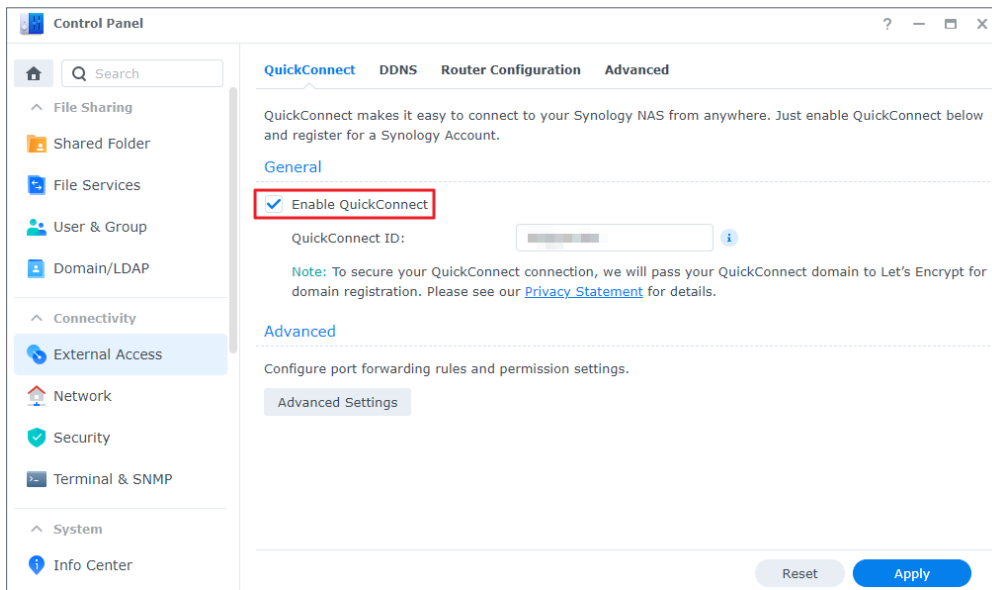 Control Panel
?
Search
File Sharing
Shared Folder
File Services
User & Group
Domain/LDAP
Connectivity
External Access
Network
Security
Terminal & SNMP
System
Info Center
QuickConnect DDNS Router Configuration Advanced
QuickConnect makes it easy to connect to your Synology NAS from anywhere. Just enable QuickConnect below
and register for a Synology Account.
General
Enable QuickConnect
QuickConnect ID:
Note: To secure your QuickConnect connection, we will pass your QuickConnect domain to Let's Encrypt for
domain registration. Please see our Privacy Statement for details.
Advanced
Configure port forwarding rules and permission settings.
Advanced Settings
Reset Apply